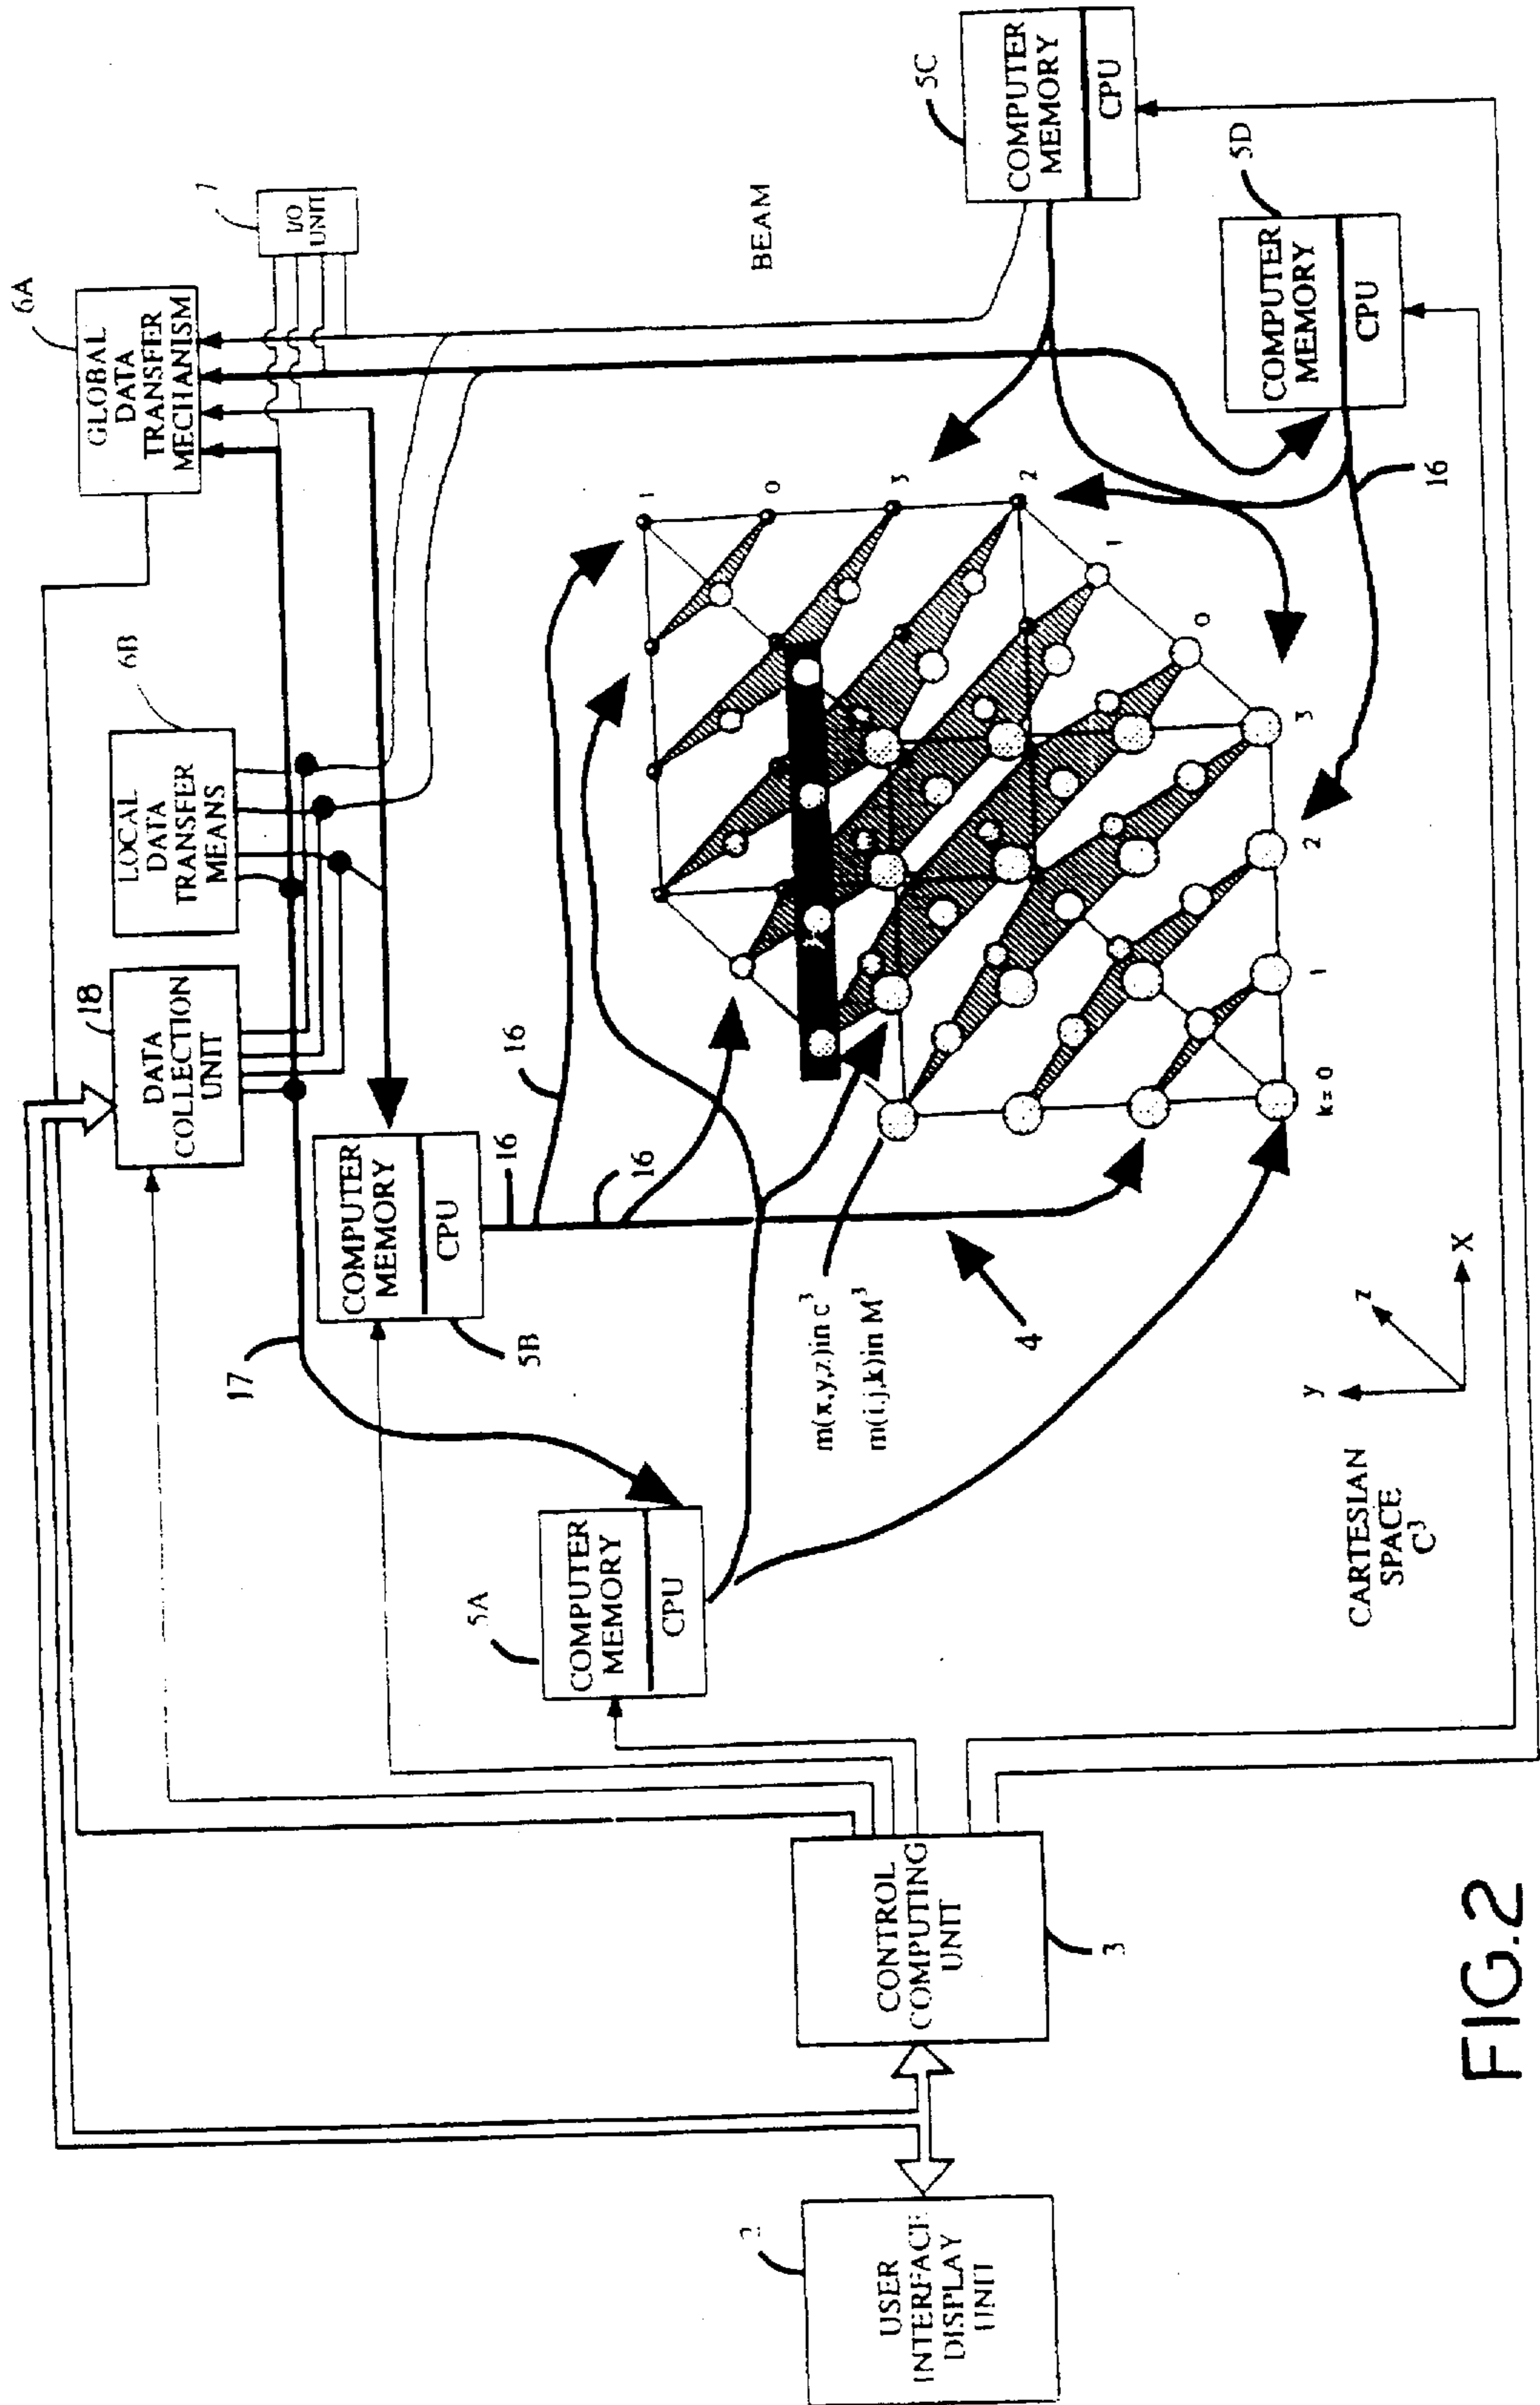 6A
GLOBAL
DATA
TRANSFER
MECHANISM
I/O
UNIT
6B
LOCAL
DATA
TRANSFER
MEANS
18
DATA
COLLECTION
UNIT
17
COMPUTER
MEMORY
CPU
5B
16
16
16
BEAM
5C
COMPUTER
MEMORY
CPU
5D
COMPUTER
MEMORY
CPU
16
5A
COMPUTER
MEMORY
CPU
1
0
3
2
1
0
3
2
1
k = 0
m(x,y,z)in c³
m(i,j,k)in M³
4
y
z
X
CARTESIAN
SPACE
C³
CONTROL
COMPUTING
UNIT
3
2
USER
INTERFACE
DISPLAY
UNIT
FIG.2